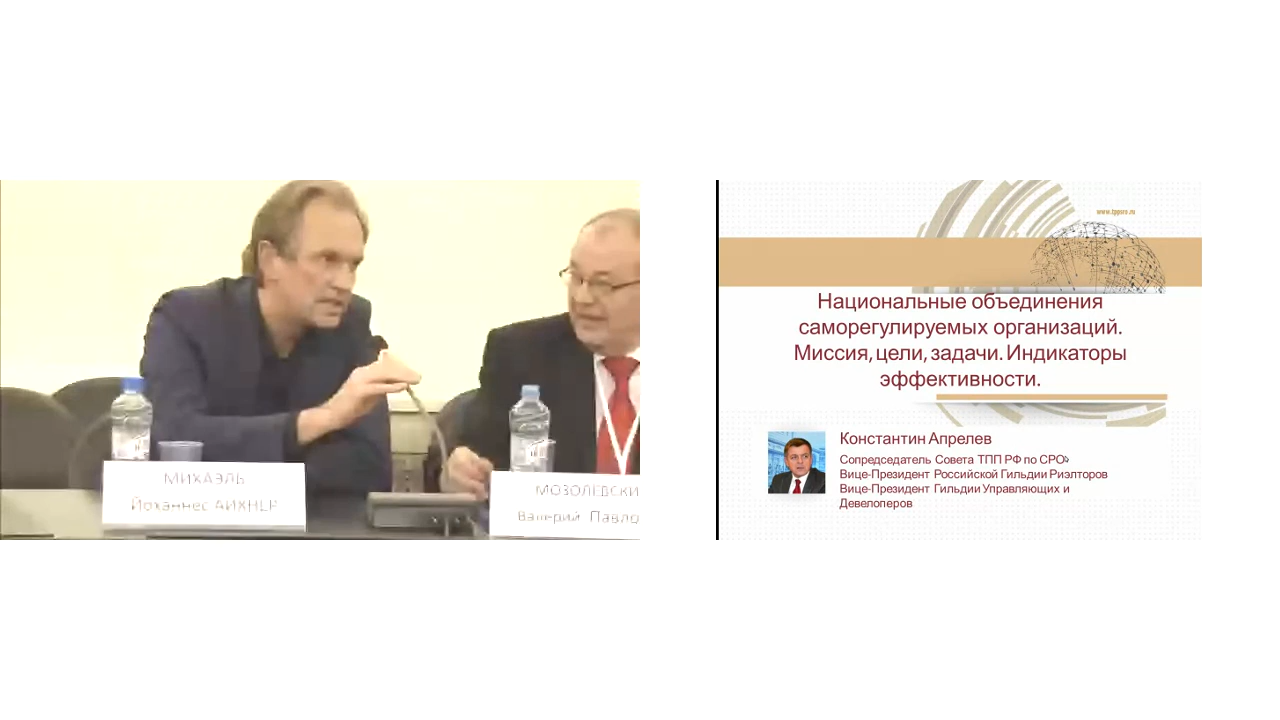 МИХАЭЛЬ
Йоханнес АЙХНЕР
МОЗОЛЕВСКИ
Валерий Павло
www.tppsro.ru
Национальные объединения
саморегулируемых организаций.
Миссия, цели, задачи. Индикаторы
эффективности.
Константин Апрелев
Сопредседатель Совета ТПП РФ по СРО»
Вице-Президент Российской Гильдии Риэлторов
Вице-Президент Гильдии Управляющих и
Девелоперов